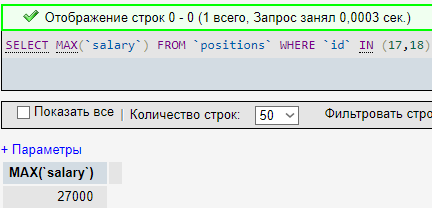 Отображение строк 0 - 0 (1 всего, Запрос занял 0,0003 сек.)
SELECT MAX(`salary`) FROM `positions` WHERE `id` IN (17,18)
Показать все | Количество строк: 50 Фильтровать стро
+ Параметры
MAX(`salary`)
27000